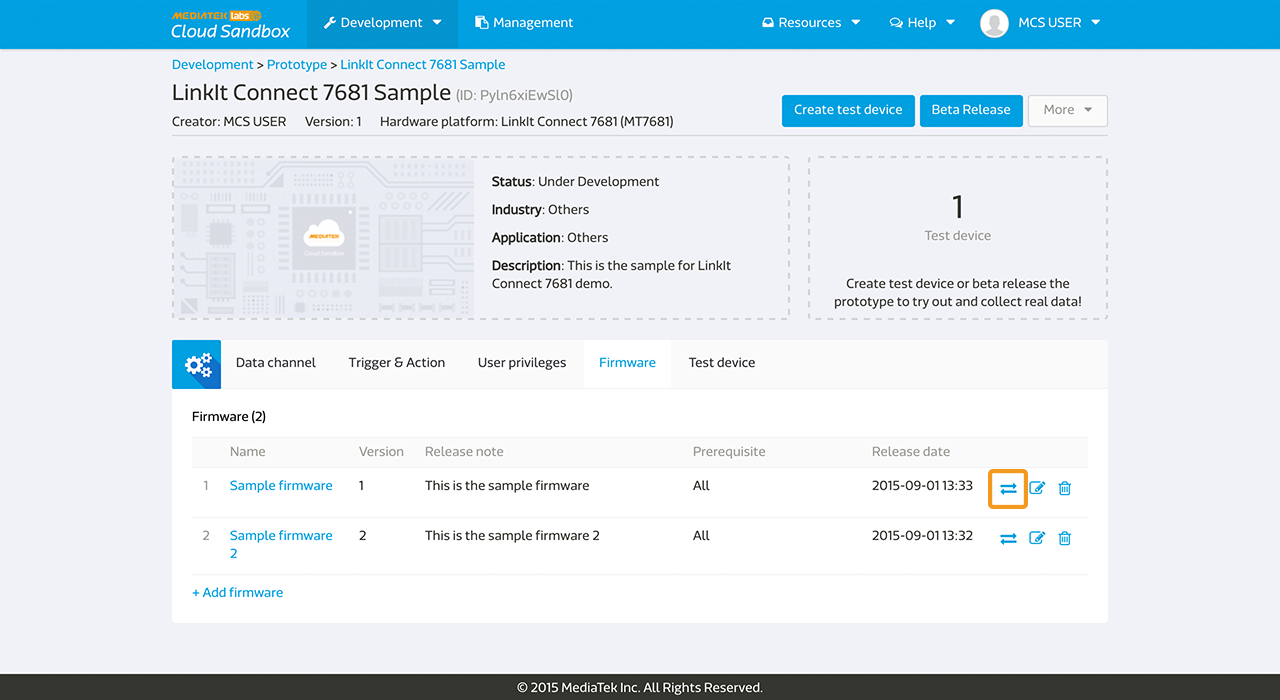 MEDIATEK labs
Cloud Sandbox
Development
Management
Resources
Help
MCS USER
Development > Prototype > LinkIt Connect 7681 Sample
LinkIt Connect 7681 Sample (ID: Pyln6xiEwSl0)
Creator: MCS USER Version: 1 Hardware platform: LinkIt Connect 7681 (MT7681)
Create test device
Beta Release
More
MEDIATEK
Cloud Sandbox
Status: Under Development
Industry: Others
Application: Others
Description: This is the sample for LinkIt
Connect 7681 demo.
1
Test device
Create test device or beta release the
prototype to try out and collect real data!
Data channel
Trigger & Action
User privileges
Firmware
Test device
Firmware (2)
Name Version Release note Prerequisite Release date
1 Sample firmware 1 This is the sample firmware All 2015-09-01 13:33
2 Sample firmware 2 This is the sample firmware 2 All 2015-09-01 13:32
2
+ Add firmware
© 2015 MediaTek Inc. All Rights Reserved.